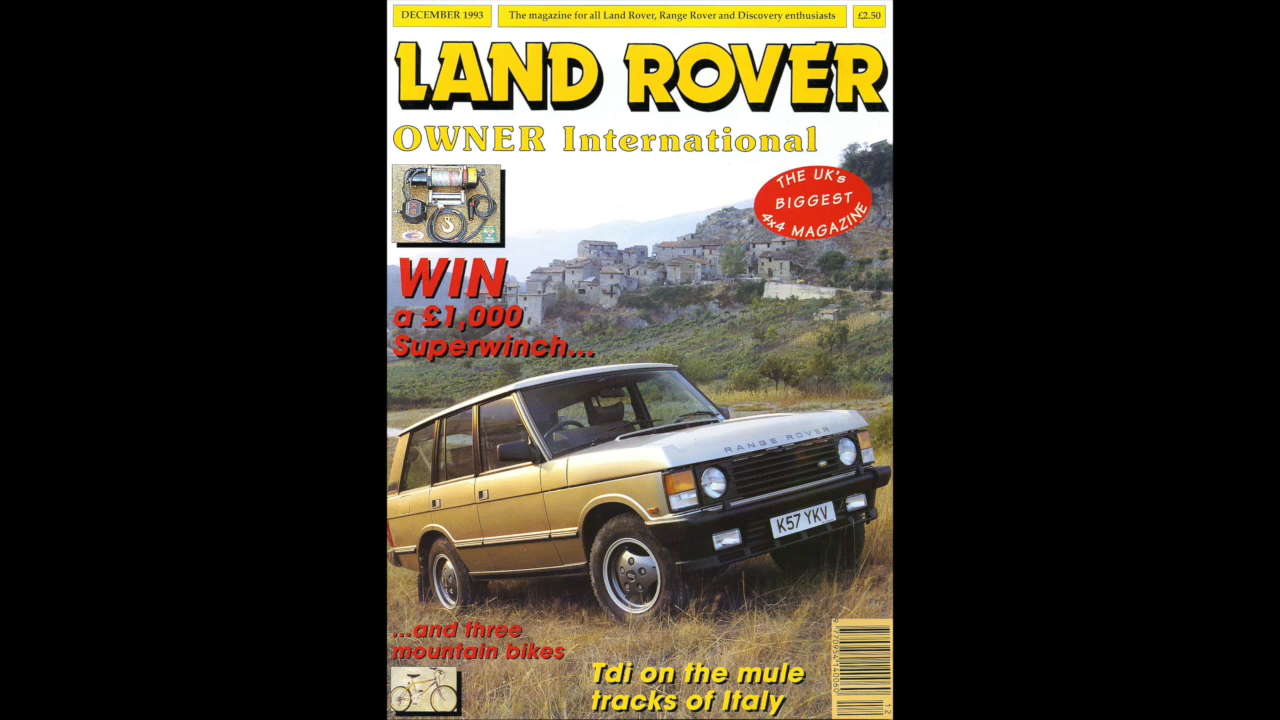 DECEMBER 1993
The magazine for all Land Rover, Range Rover and Discovery enthusiasts
£2.50
LAND ROVER
OWNER International
THE UK's
BIGGEST
4x4 MAGAZINE
WIN
a £1,000
Superwinch...
RANGE ROVER
K57 YKV
...and three
mountain bikes
Tdi on the mule
tracks of Italy
12